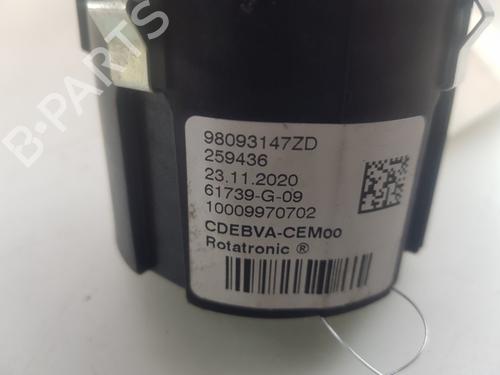 98093147ZD
259436
23.11.2020
61739-G-09
10009970702
CDEBVA-CEM00
Rotatronic ®
B-PARTS